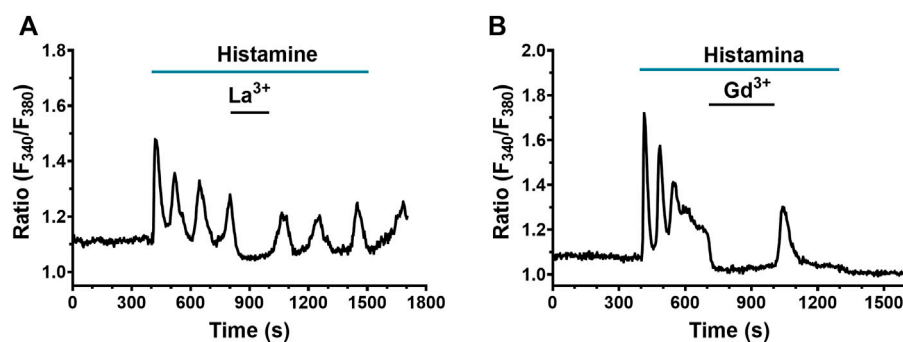 A
Histamine
La³⁺
Ratio (F₃₄₀/F₃₈₀)
1.8
1.6
1.4
1.2
1.0
0 300 600 900 1200 1500 1800
Time (s)
B
Histamina
Gd³⁺
Ratio (F₃₄₀/F₃₈₀)
2.0
1.8
1.6
1.4
1.2
1.0
0 300 600 900 1200 1500
Time (s)